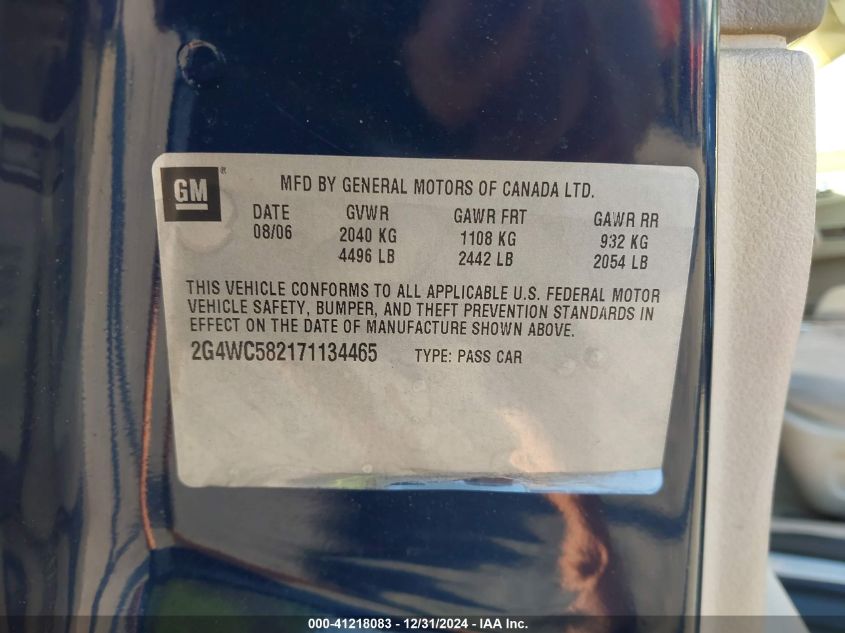 GM®
MFD BY GENERAL MOTORS OF CANADA LTD.
DATE GVWR GAWR FRT GAWR RR
08/06 2040 KG 1108 KG 932 KG
4496 LB 2442 LB 2054 LB
THIS VEHICLE CONFORMS TO ALL APPLICABLE U.S. FEDERAL MOTOR
VEHICLE SAFETY, BUMPER, AND THEFT PREVENTION STANDARDS IN
EFFECT ON THE DATE OF MANUFACTURE SHOWN ABOVE.
2G4WC582171134465 TYPE: PASS CAR
000-41218083 - 12/31/2024 - IAA Inc.